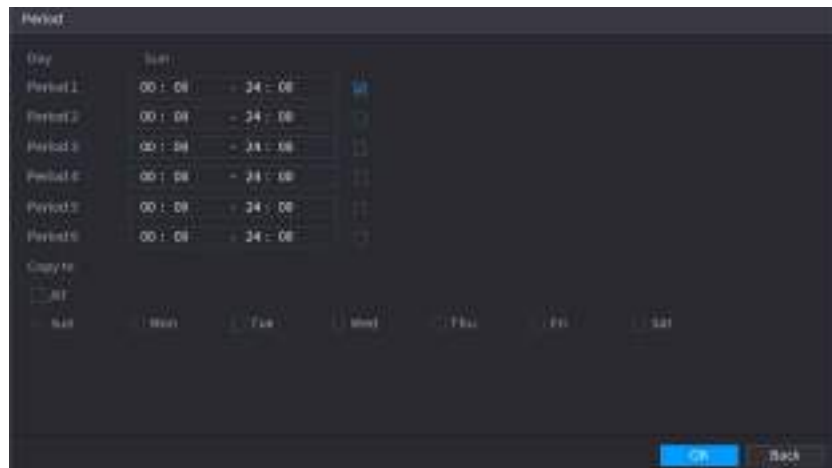 Period
Day Sun
Period 1 00 : 00 - 24 : 00
Period 2 00 : 00 - 24 : 00
Period 3 00 : 00 - 24 : 00
Period 4 00 : 00 - 24 : 00
Period 5 00 : 00 - 24 : 00
Period 6 00 : 00 - 24 : 00
Copy to
All
Sun Mon Tue Wed Thu Fri Sat
OK Back